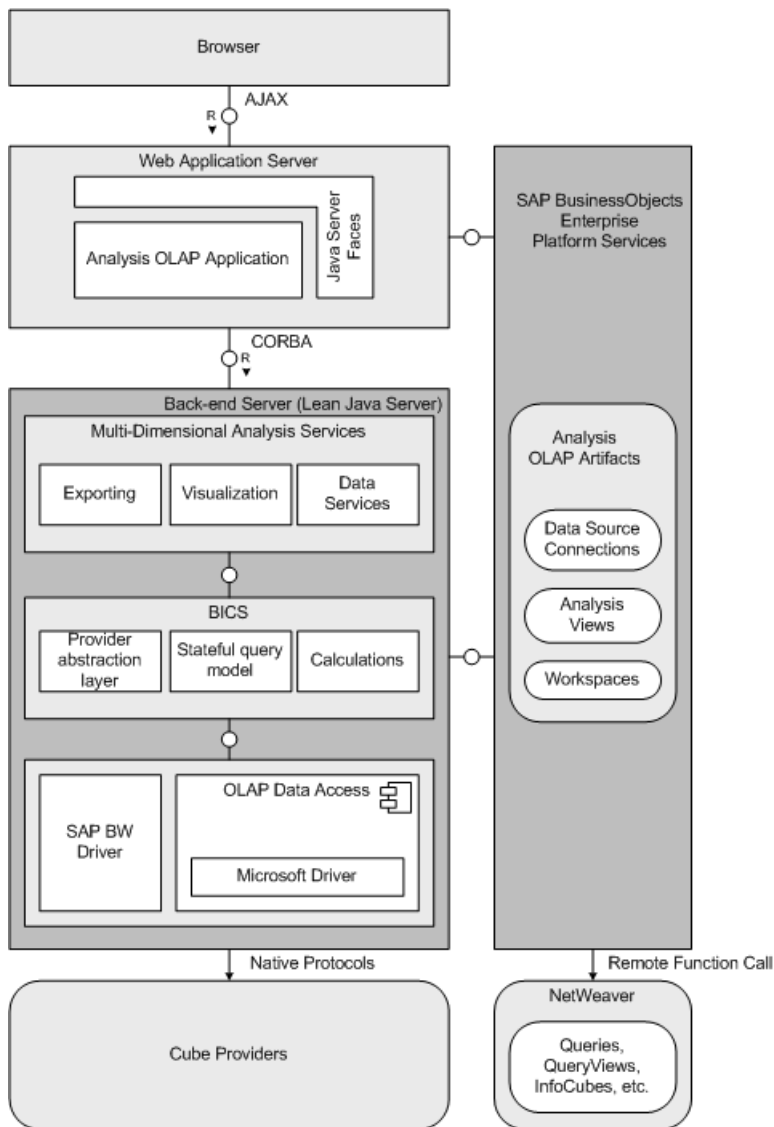 Browser
AJAX
R
Web Application Server
Java Server
Faces
Analysis OLAP Application
SAP BusinessObjects
Enterprise
Platform Services
CORBA
R
Back-end Server (Lean Java Server)
Multi-Dimensional Analysis Services
Exporting
Visualization
Data
Services
BICS
Provider
abstraction
layer
Stateful query
model
Calculations
SAP BW
Driver
OLAP Data Access
Microsoft Driver
Analysis
OLAP Artifacts
Data Source
Connections
Analysis
Views
Workspaces
Native Protocols
Remote Function Call
Cube Providers
NetWeaver
Queries,
QueryViews,
InfoCubes, etc.